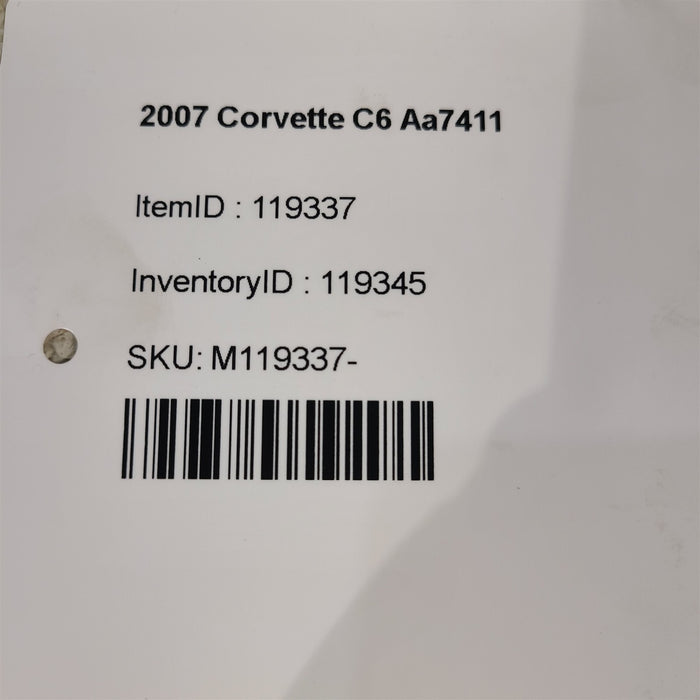 2007 Corvette C6 Aa7411
ItemID : 119337
InventoryID : 119345
SKU: M119337-